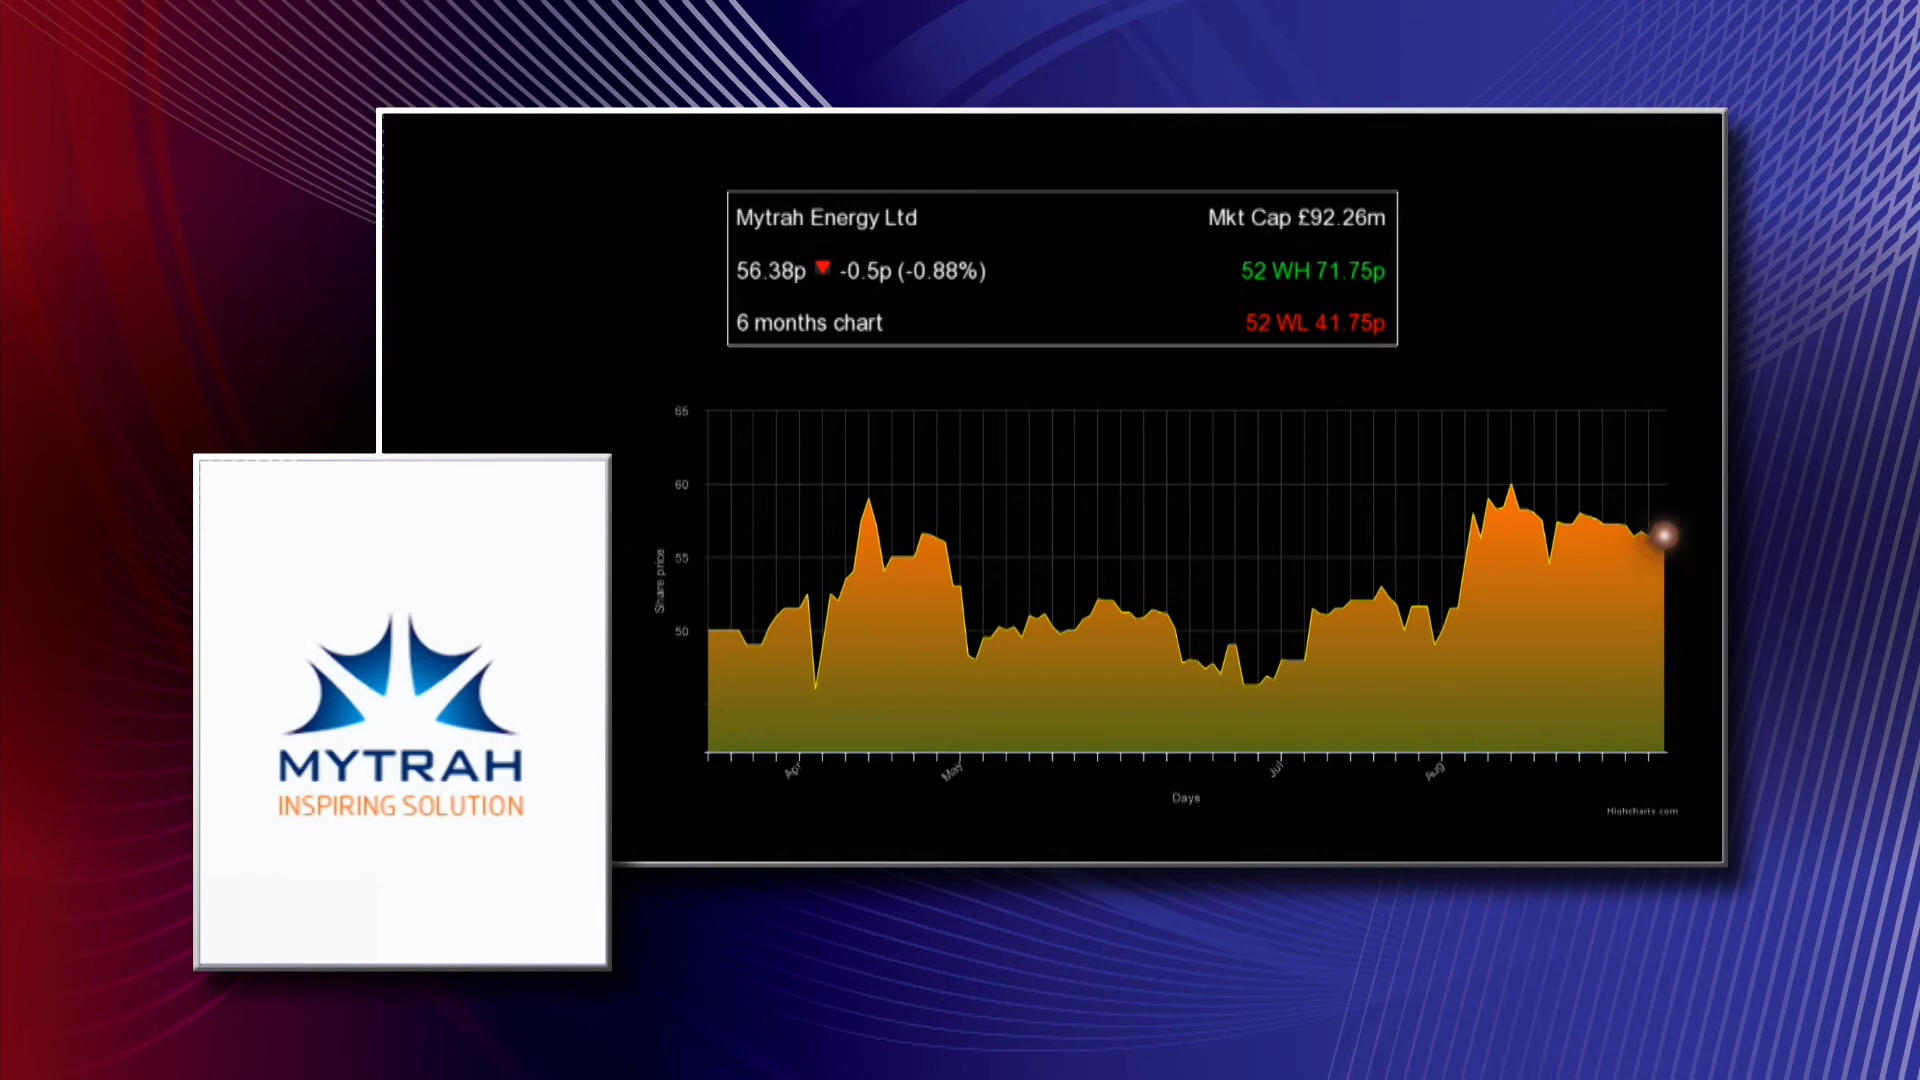 Mytrah Energy Ltd
Mkt Cap £92.26m
56.38p -0.5p (-0.88%)
52 WH 71.75p
6 months chart
52 WL 41.75p
65
60
55
50
Share price
Apr
May
Jul
Aug
Days
Highcharts.com
MYTRAH
INSPIRING SOLUTION